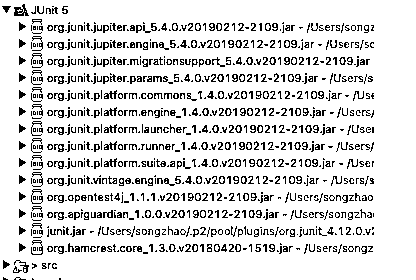 JUnit 5
org.junit.jupiter.api_5.4.0.v20190212-2109.jar - /Users/songz
org.junit.jupiter.engine_5.4.0.v20190212-2109.jar - /Users/sc
org.junit.jupiter.migrationsupport_5.4.0.v20190212-2109.jar
org.junit.jupiter.params_5.4.0.v20190212-2109.jar - /Users/s
org.junit.platform.commons_1.4.0.v20190212-2109.jar - /Users
org.junit.platform.engine_1.4.0.v20190212-2109.jar - /Users/s
org.junit.platform.launcher_1.4.0.v20190212-2109.jar - /User
org.junit.platform.runner_1.4.0.v20190212-2109.jar - /Users/
org.junit.platform.suite.api_1.4.0.v20190212-2109.jar - /User
org.junit.vintage.engine_5.4.0.v20190212-2109.jar - /Users/s
org.opentest4j_1.1.1.v20190212-2109.jar - /Users/songzhao/
org.apiguardian_1.0.0.v20190212-2109.jar - /Users/songzhao
junit.jar - /Users/songzhao/.p2/pool/plugins/org.junit_4.12.0.v2
org.hamcrest.core_1.3.0.v20180420-1519.jar - /Users/songz
src